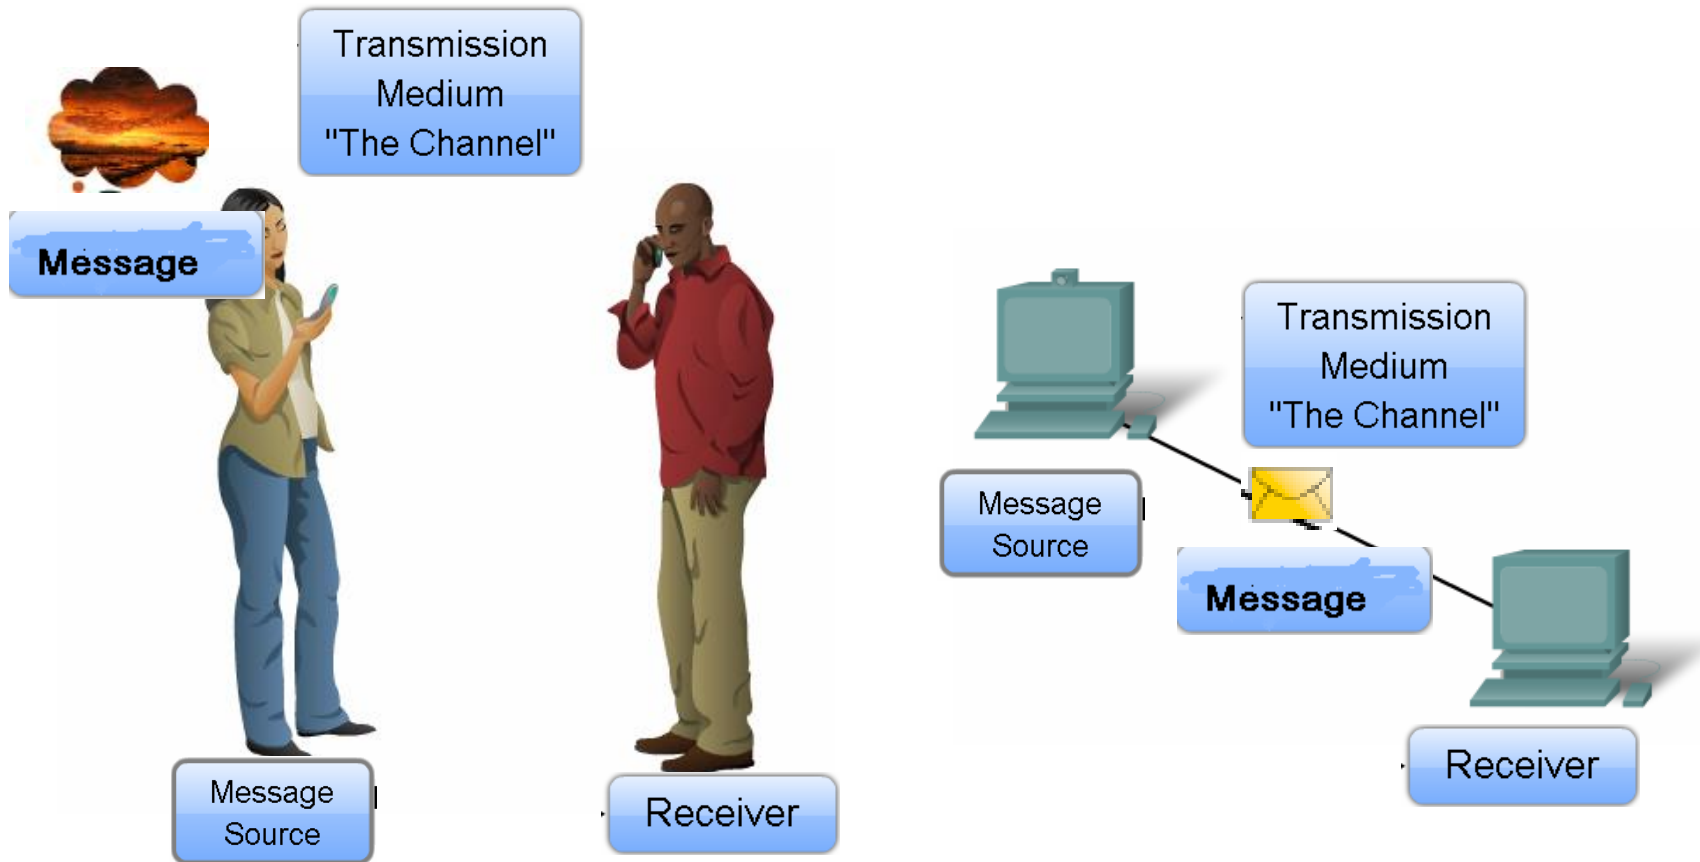 Transmission
Medium
"The Channel"
Message
Message
Source
Receiver
Transmission
Medium
"The Channel"
Message
Source
Message
Receiver